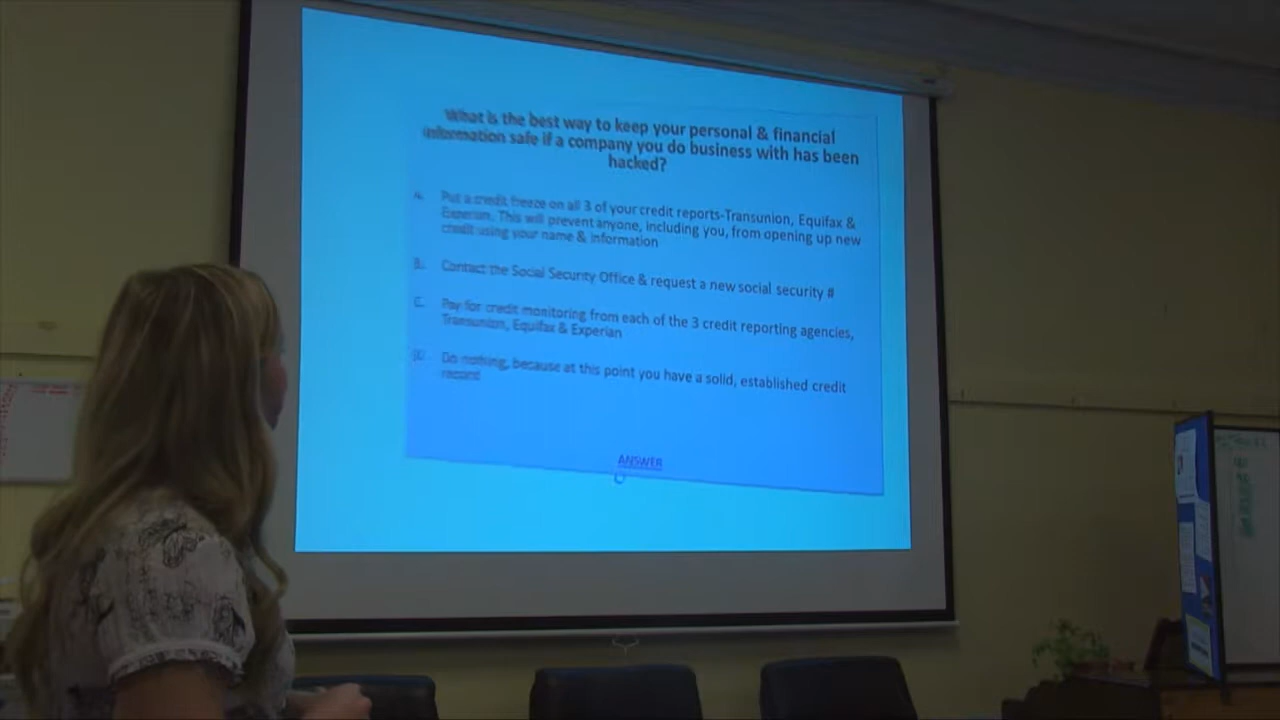 What is the best way to keep your personal & financial
information safe if a company you do business with has been
hacked?
A. Put a credit freeze on all 3 of your credit reports-Transunion, Equifax &
Experian. This will prevent anyone, including you, from opening up new
credit using your name & information
B. Contact the Social Security Office & request a new social security #
C. Pay for credit monitoring from each of the 3 credit reporting agencies,
Transunion, Equifax & Experian
D. Do nothing, because at this point you have a solid, established credit
record
ANSWER